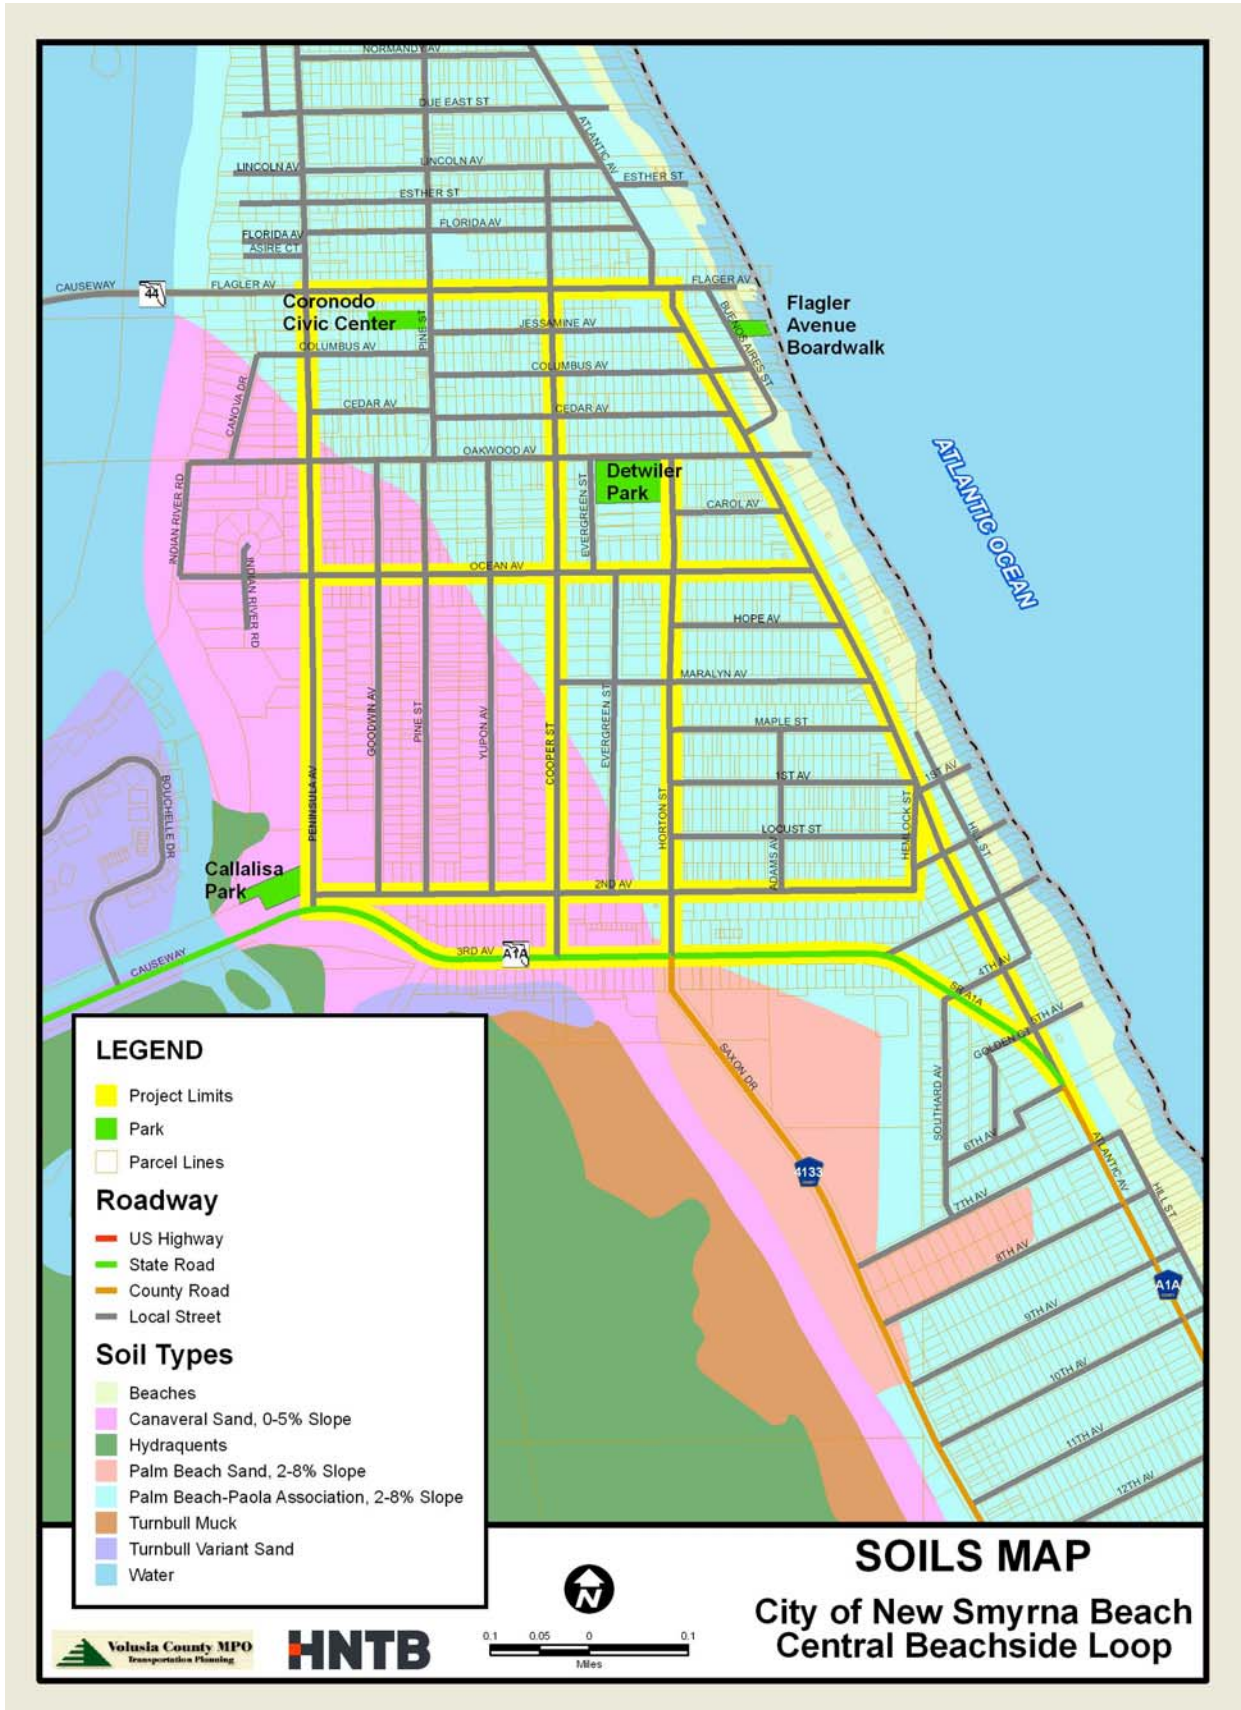 NORMANDY AV
DUE EAST ST
ATLANTIC AV
LINCOLN AV
LINCOLN AV
ESTHER ST
ESTHER ST
FLORIDA AV
FLORIDA AV
ASIRE CT
CAUSEWAY
44
FLAGLER AV
FLAGER AV
Coronodo
Civic Center
PINE ST
JESSAMINE AV
BUENOS AIRES ST
Flagler
Avenue
Boardwalk
COLUMBUS AV
COLUMBUS AV
CANOVA DR
CEDAR AV
CEDAR AV
OAKWOOD AV
ATLANTIC OCEAN
Detwiler
Park
INDIAN RIVER RD
EVERGREEN ST
CAROL AV
INDIAN RIVER RD
OCEAN AV
HOPE AV
MARALYN AV
GOODWIN AV
PINE ST
YUPON AV
COOPER ST
EVERGREEN ST
MAPLE ST
PENINSULA AV
BOUCHELLE DR
HORTON ST
1ST AV
1ST AV
HEMLOCK ST
LOCUST ST
HILL ST
ADAMS AV
Callalisa
Park
2ND AV
CAUSEWAY
3RD AV
A1A
4TH AV
SR A1A
5TH AV
GOLDEN CT
SAXON DR
SOUTHARD AV
6TH AV
ATLANTIC AV
4133
7TH AV
HILL ST
8TH AV
A1A
9TH AV
10TH AV
11TH AV
12TH AV
LEGEND
Project Limits
Park
Parcel Lines
Roadway
US Highway
State Road
County Road
Local Street
Soil Types
Beaches
Canaveral Sand, 0-5% Slope
Hydraquents
Palm Beach Sand, 2-8% Slope
Palm Beach-Paola Association, 2-8% Slope
Turnbull Muck
Turnbull Variant Sand
Water
Volusia County MPO
Transportation Planning
HNTB
N
0.1 0.05 0 0.1
Miles
SOILS MAP
City of New Smyrna Beach
Central Beachside Loop